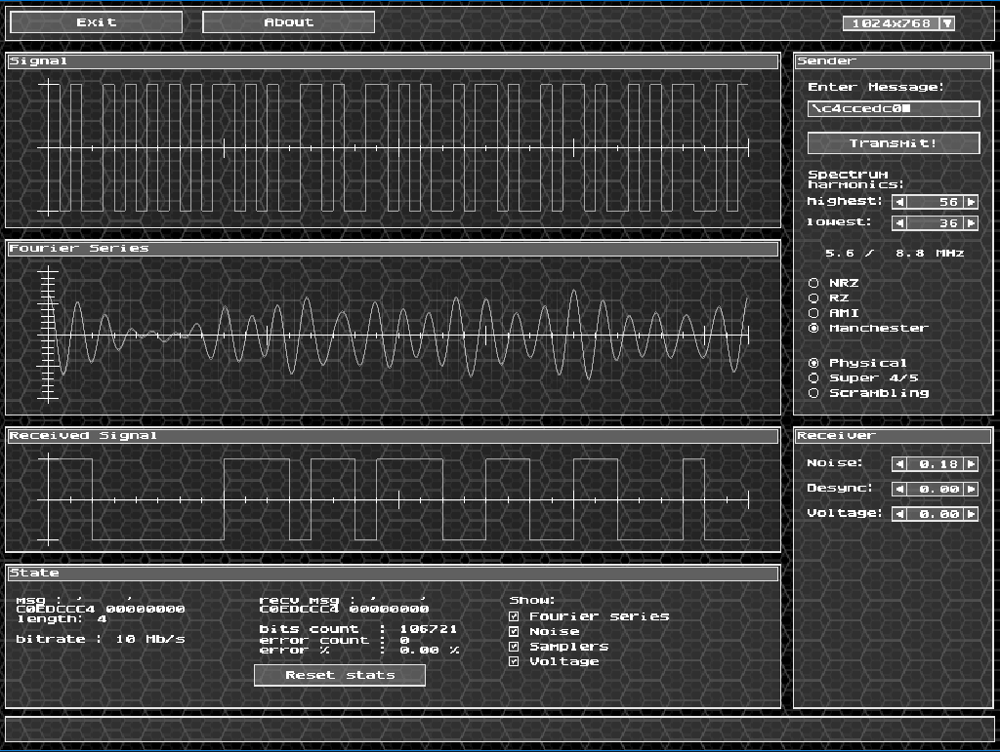 Exit About 1024x768
Signal
Sender
Enter Message:
\c4ccedc0
Transmit!
Spectrum
harmonics:
highest: 56
lowest: 36
5.6 / 8.8 MHz
NRZ
RZ
AMI
Manchester
Physical
Super 4/5
Scrambling
Fourier Series
Received Signal
Receiver
Noise: 0.18
Desync: 0.00
Voltage: 0.00
State
msg : ' '
C0EDCCC4 00000000
length: 4
bitrate : 10 Mb/s
recv msg : ' '
C0EDCCC4 00000000
bits count : 106721
error count : 0
error % : 0.00 %
Reset stats
Show:
Fourier series
Noise
Samplers
Voltage